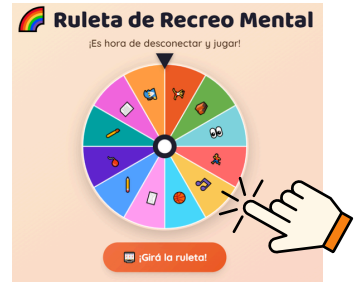 Ruleta de Recreo Mental
¡Es hora de desconectar y jugar!
¡Girá la ruleta!